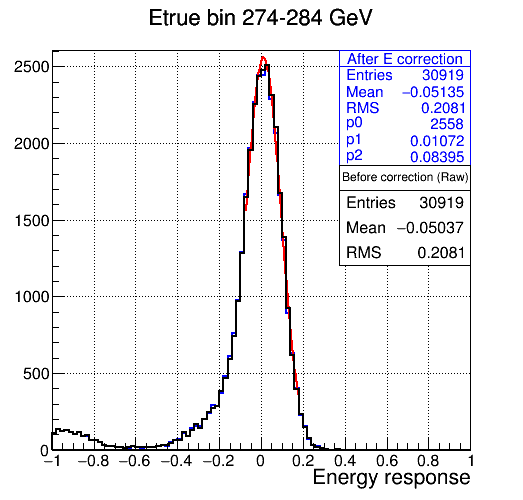 Etrue bin 274-284 GeV
After E correction
Entries 30919
Mean −0.05135
RMS 0.2081
p0 2558
p1 0.01072
p2 0.08395
Before correction (Raw)
Entries 30919
Mean −0.05037
RMS 0.2081
2500
2000
1500
1000
500
0
−1 −0.8 −0.6 −0.4 −0.2 0 0.2 0.4 0.6 0.8 1
Energy response